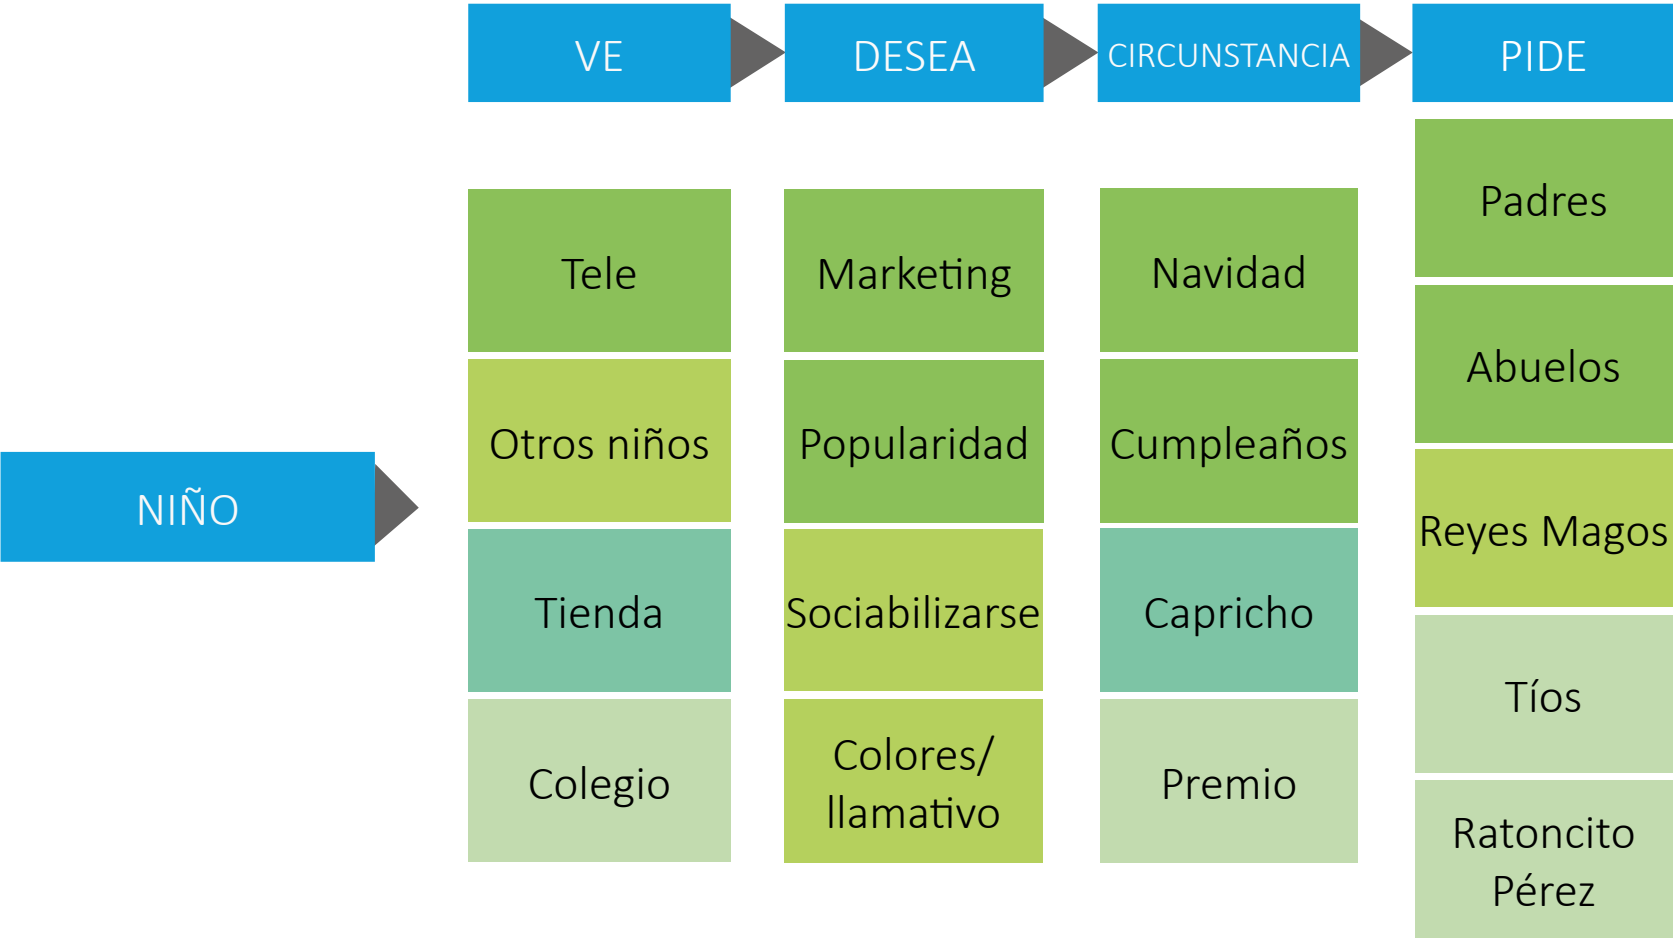 VE
DESEA
CIRCUNSTANCIA
PIDE
NIÑO
Tele
Otros niños
Tienda
Colegio
Marketing
Popularidad
Sociabilizarse
Colores/
llamativo
Navidad
Cumpleaños
Capricho
Premio
Padres
Abuelos
Reyes Magos
Tíos
Ratoncito
Pérez